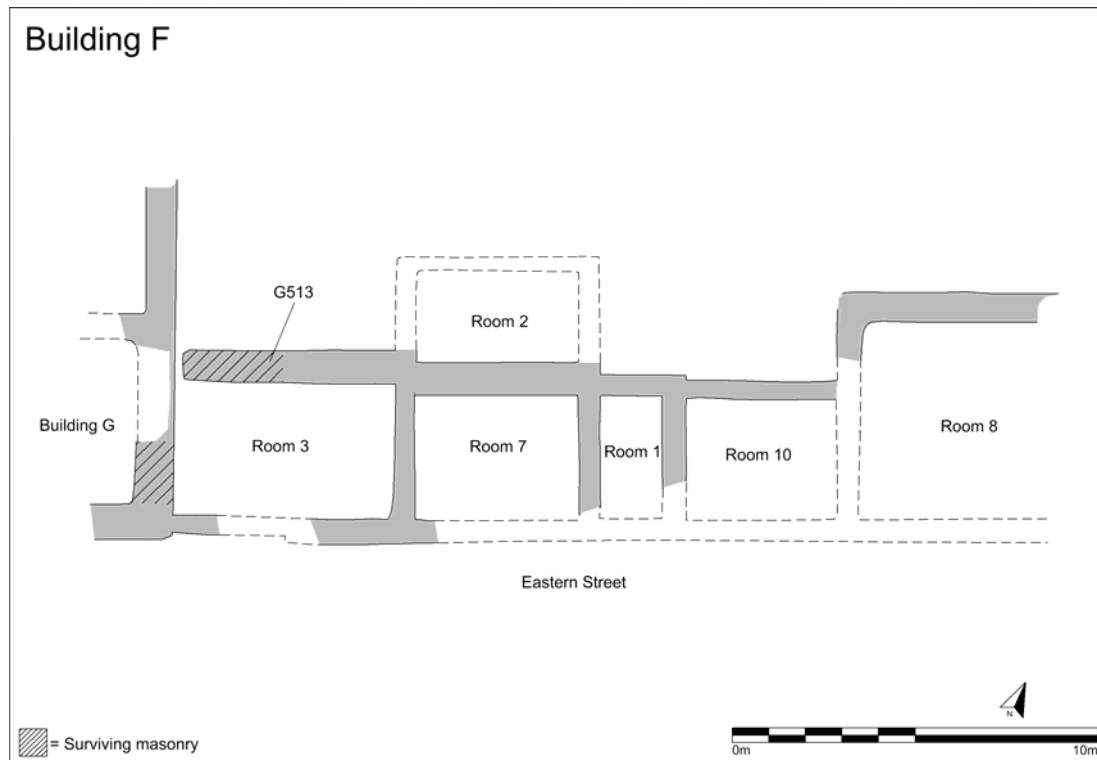 Building F
G513
Room 2
Building G
Room 3
Room 7
Room 1
Room 10
Room 8
Eastern Street
N
= Surviving masonry
0m
10m